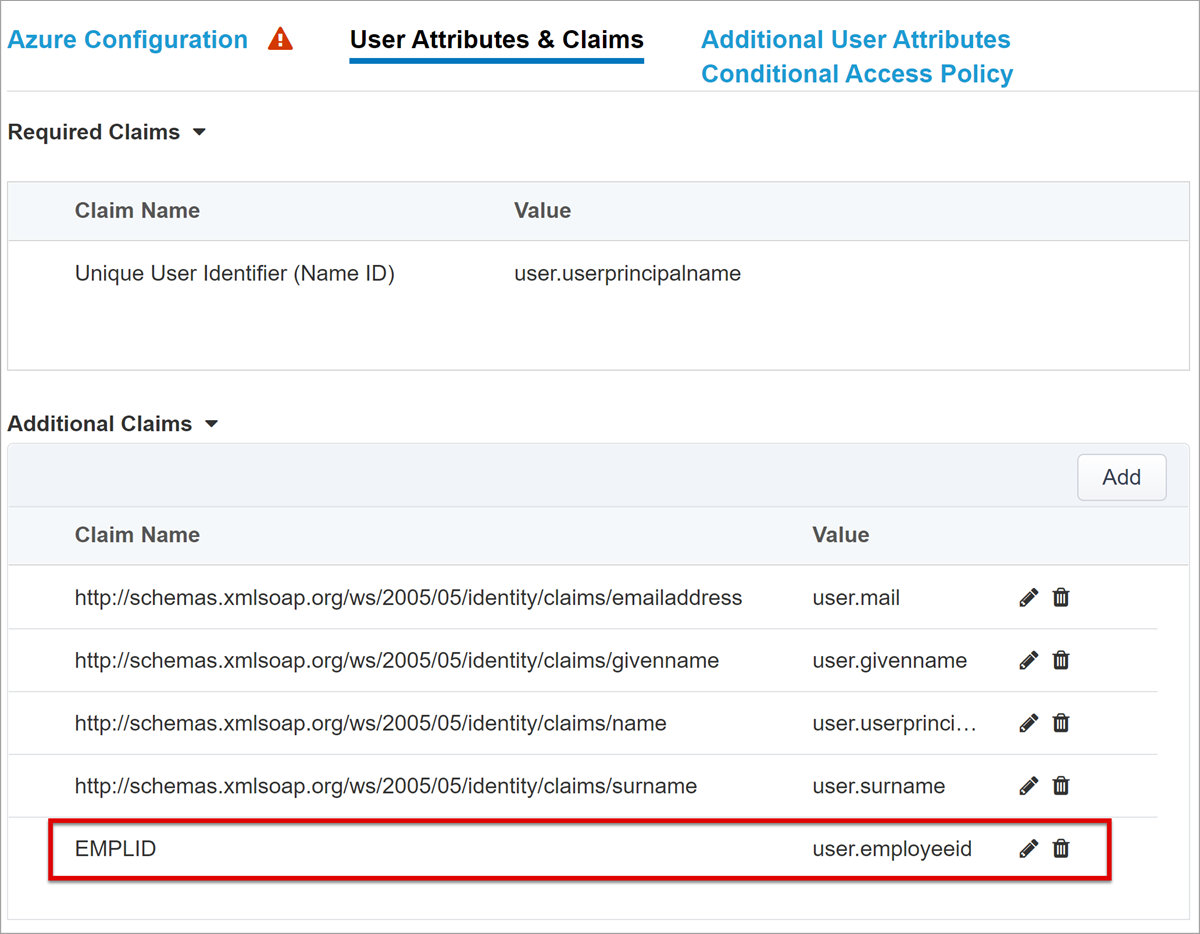 Azure Configuration
User Attributes & Claims
Additional User Attributes
Conditional Access Policy
Required Claims
Claim Name Value
Unique User Identifier (Name ID) user.userprincipalname
Additional Claims
Add
Claim Name Value
http://schemas.xmlsoap.org/ws/2005/05/identity/claims/emailaddress user.mail
http://schemas.xmlsoap.org/ws/2005/05/identity/claims/givenname user.givenname
http://schemas.xmlsoap.org/ws/2005/05/identity/claims/name user.userprinci...
http://schemas.xmlsoap.org/ws/2005/05/identity/claims/surname user.surname
EMPLID user.employeeid